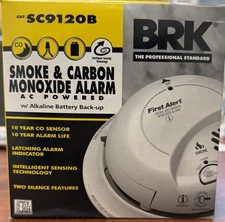 CAT. SC9120B
BRK
THE PROFESSIONAL STANDARD
SMOKE & CARBON
MONOXIDE ALARM
AC POWERED
w/ Alkaline Battery Back-up
First Alert
10 YEAR CO SENSOR
10 YEAR ALARM LIFE
LATCHING ALARM
INDICATOR
INTELLIGENT SENSING
TECHNOLOGY
TWO SILENCE FEATURES